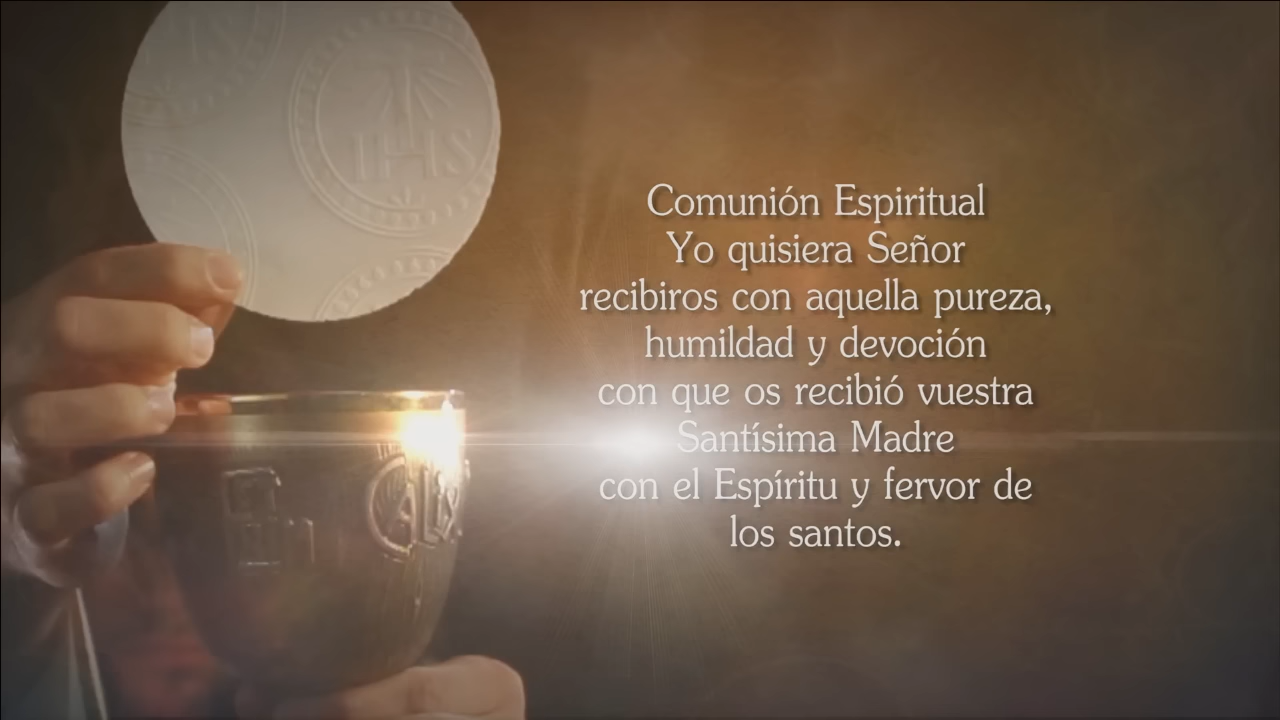 IHS
Comunión Espiritual
Yo quisiera Señor
recibiros con aquella pureza,
humildad y devoción
con que os recibió vuestra
Santísima Madre
con el Espíritu y fervor de
los santos.